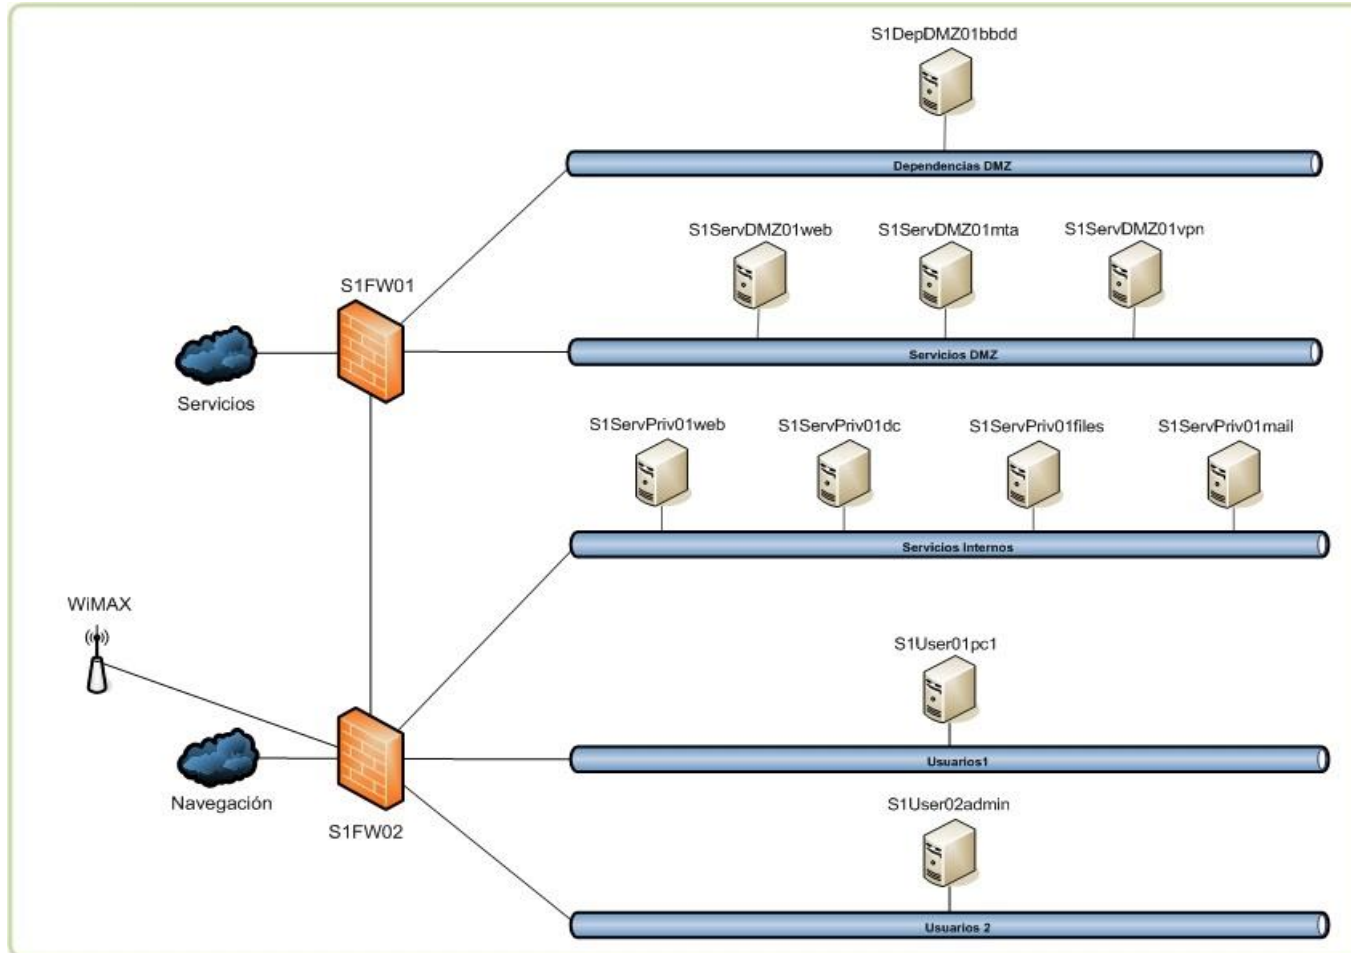 S1DepDMZ01bbdd
Dependencias DMZ
S1ServDMZ01web
S1ServDMZ01mta
S1ServDMZ01vpn
S1FW01
Servicios DMZ
Servicios
S1ServPriv01web
S1ServPriv01dc
S1ServPriv01files
S1ServPriv01mail
Servicios Internos
WiMAX
S1User01pc1
Usuarios1
Navegación
S1FW02
S1User02admin
Usuarios 2